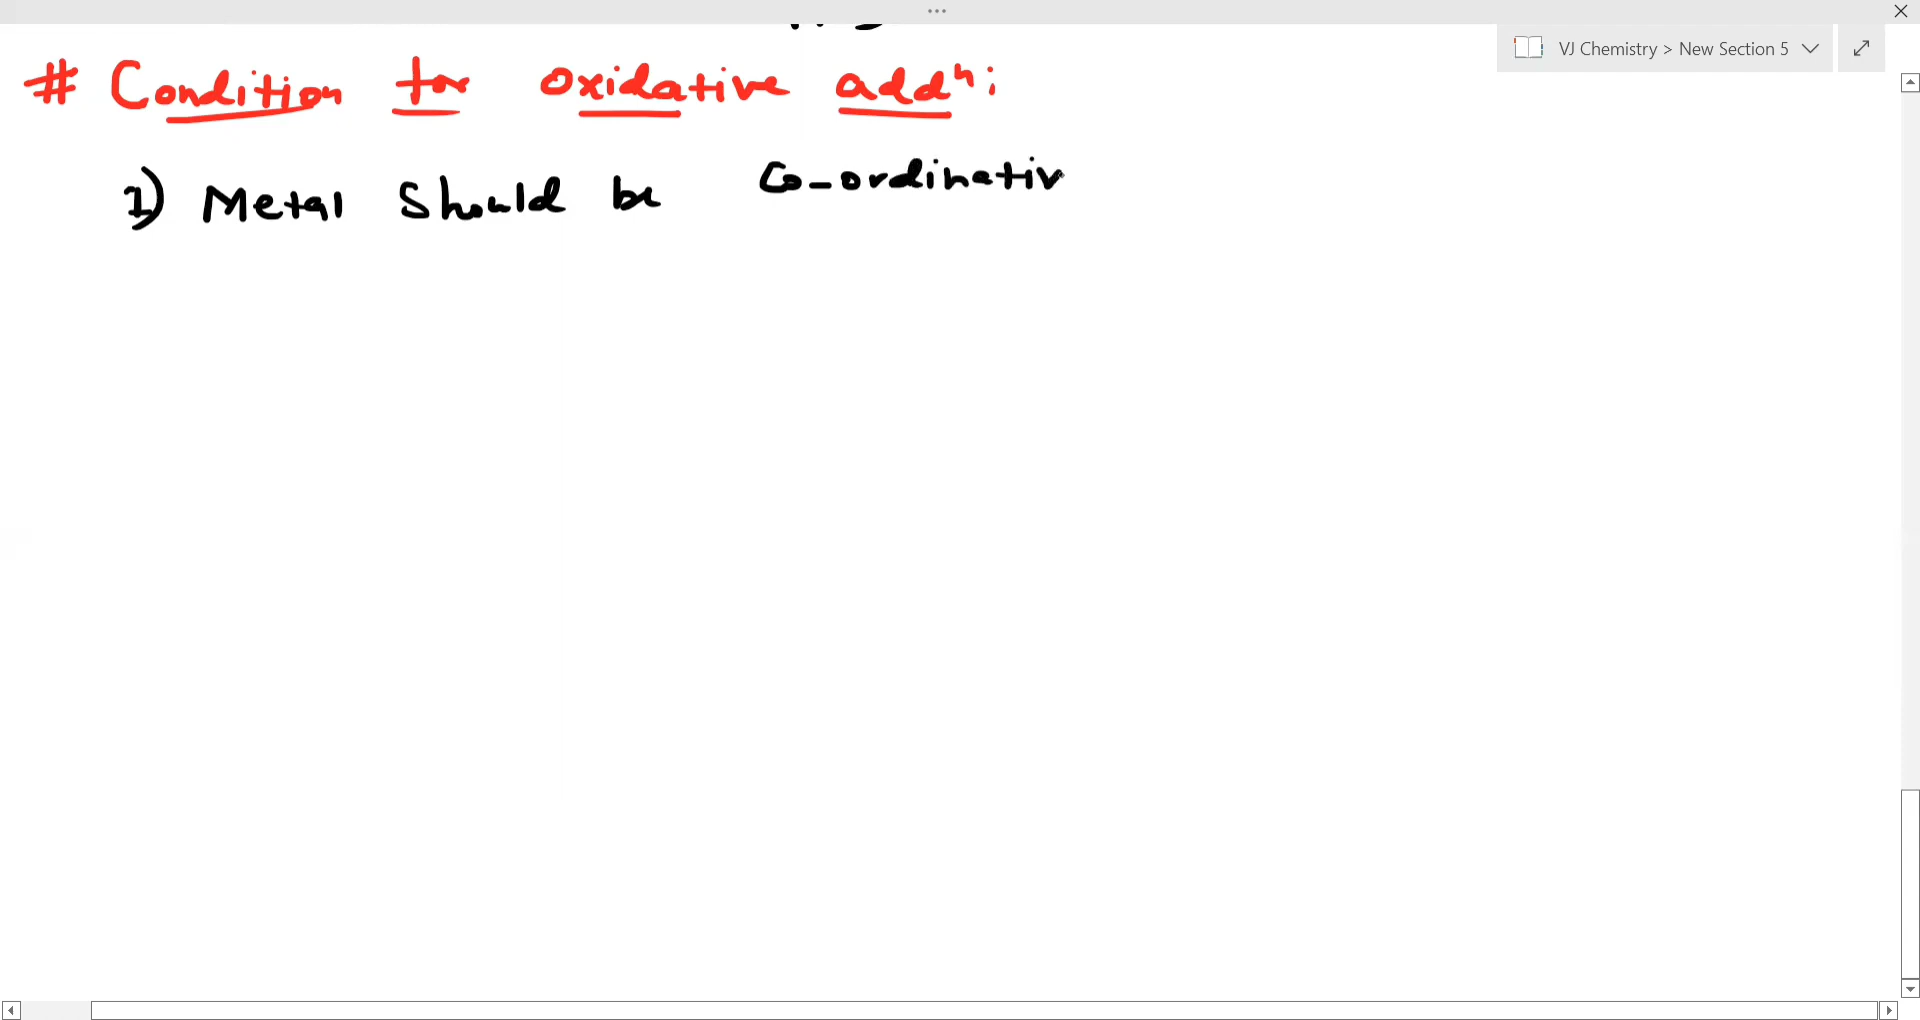 VJ Chemistry > New Section 5
# Condition for Oxidative addⁿ:
1) Metal Should be Co-ordinativ